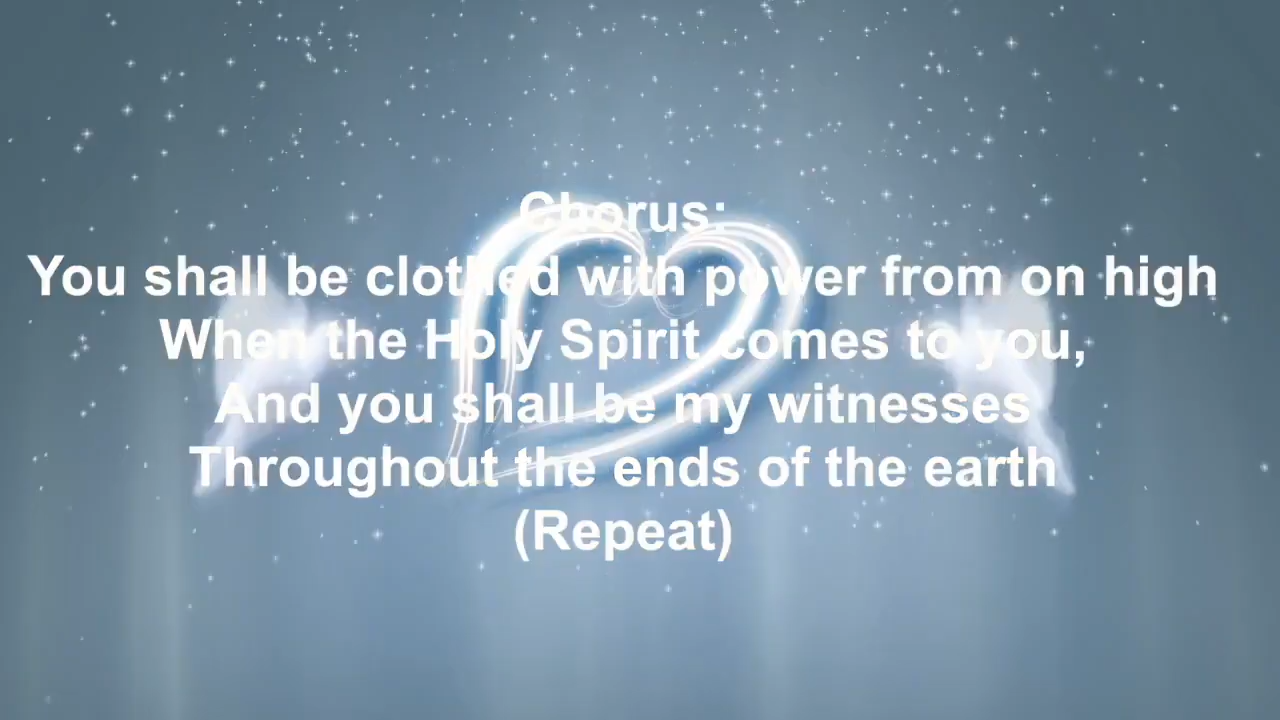 Chorus:
You shall be clothed with power from on high
When the Holy Spirit comes to you,
And you shall be my witnesses
Throughout the ends of the earth
(Repeat)